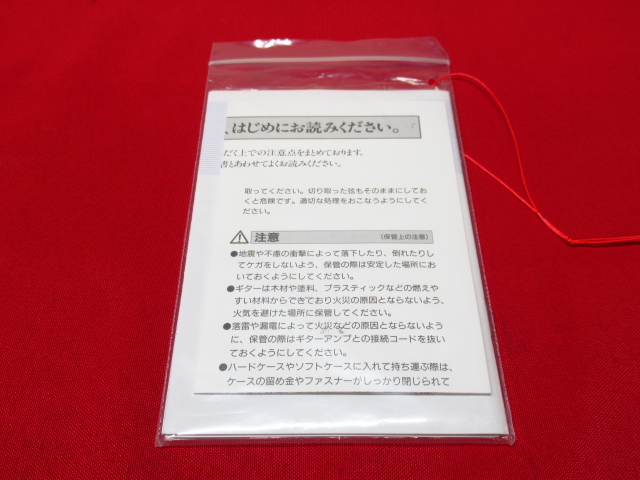 、はじめにお読みください。
だく上での注意点をまとめております。
書とあわせてよくお読みください。
取ってください。切り取った弦もそのままにしてお
くと危険です。適切な処理をおこなうようにしてく
ださい。
注意 (保管上の注意)
●地震や不慮の衝撃によって落下したり、倒れたりし
てケガをしないよう、保管の際は安定した場所にお
いておくようにしてください。
●ギターは木材や塗料、プラスティックなどの燃えや
すい材料からできており火災の原因とならないよう、
火気を避けた場所に保管してください。
●落雷や漏電によって火災などの原因とならないよう
に、保管の際はギターアンプとの接続コードを抜い
ておくようにしてください。
●ハードケースやソフトケースに入れて持ち運ぶ際は、
ケースの留め金やファスナーがしっかり閉じられて